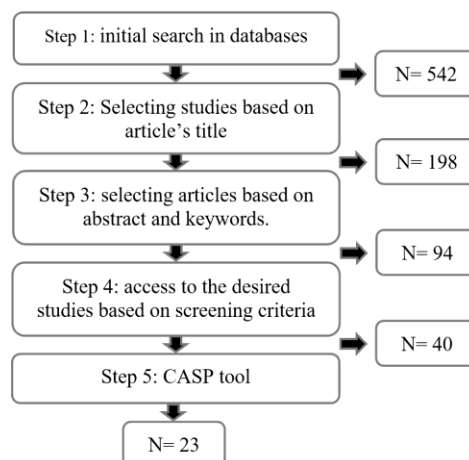 Step 1: initial search in databases
N= 542
Step 2: Selecting studies based on
article's title
N= 198
Step 3: selecting articles based on
abstract and keywords.
N= 94
Step 4: access to the desired
studies based on screening criteria
N= 40
Step 5: CASP tool
N= 23